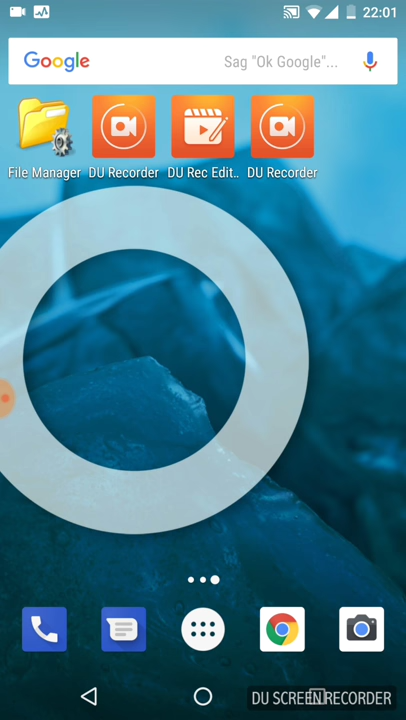 22:01
Google Sag "Ok Google"...
File Manager DU Recorder DU Rec Edit.. DU Recorder
DU SCREEN RECORDER